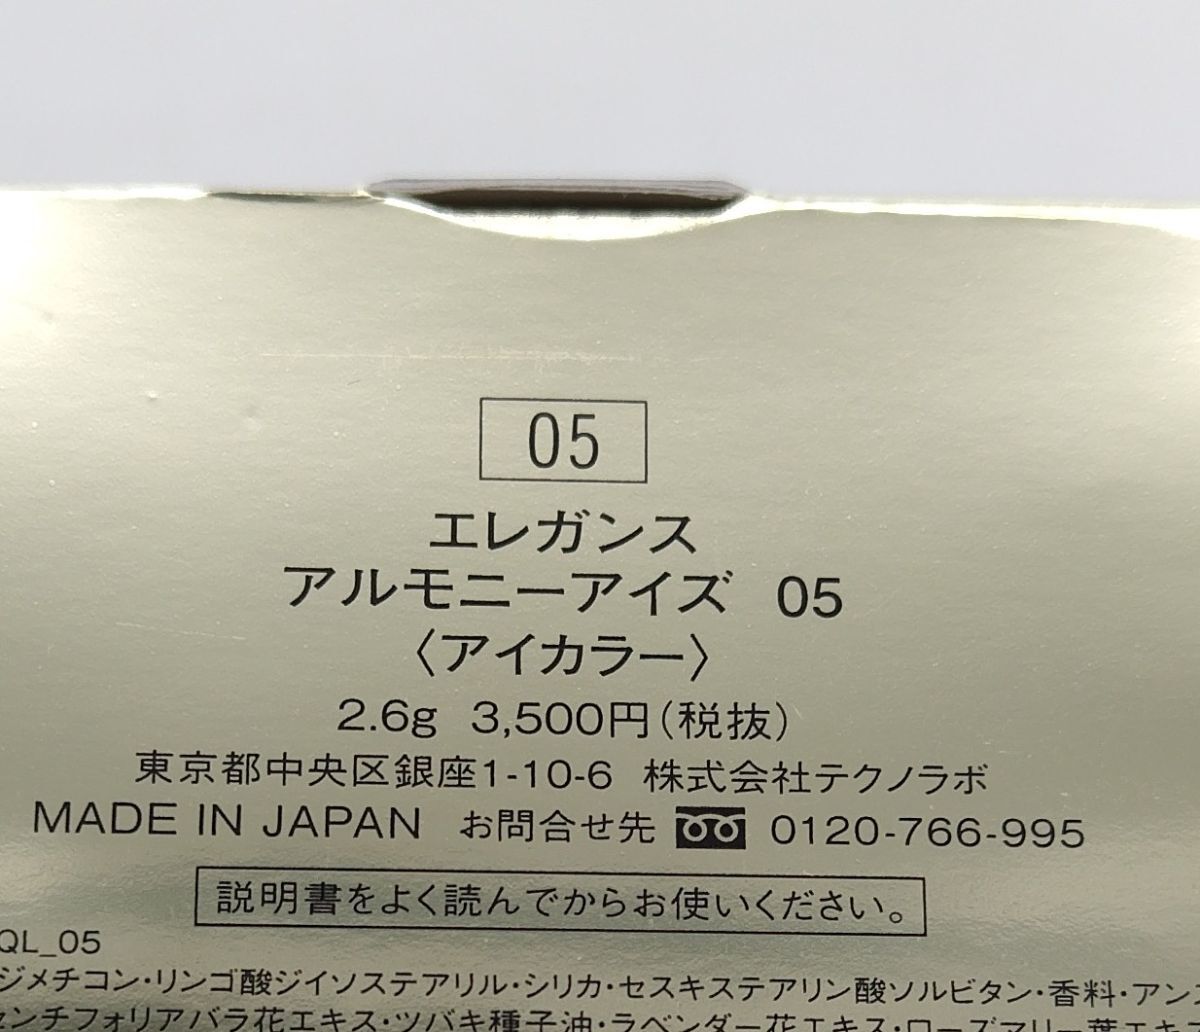 05
エレガンス
アルモニーアイズ 05
〈アイカラー〉
2.6g 3,500円(税抜)
東京都中央区銀座1-10-6 株式会社テクノラボ
MADE IN JAPAN お問合せ先 0120-766-995
説明書をよく読んでからお使いください。
QL_05
ジメチコン・リンゴ酸ジイソステアリル・シリカ・セスキステアリン酸ソルビタン・香料・アン
センチフォリアバラ花エキス・ツバキ種子油・ラベンダー花エキス・ローズマリー葉エキ